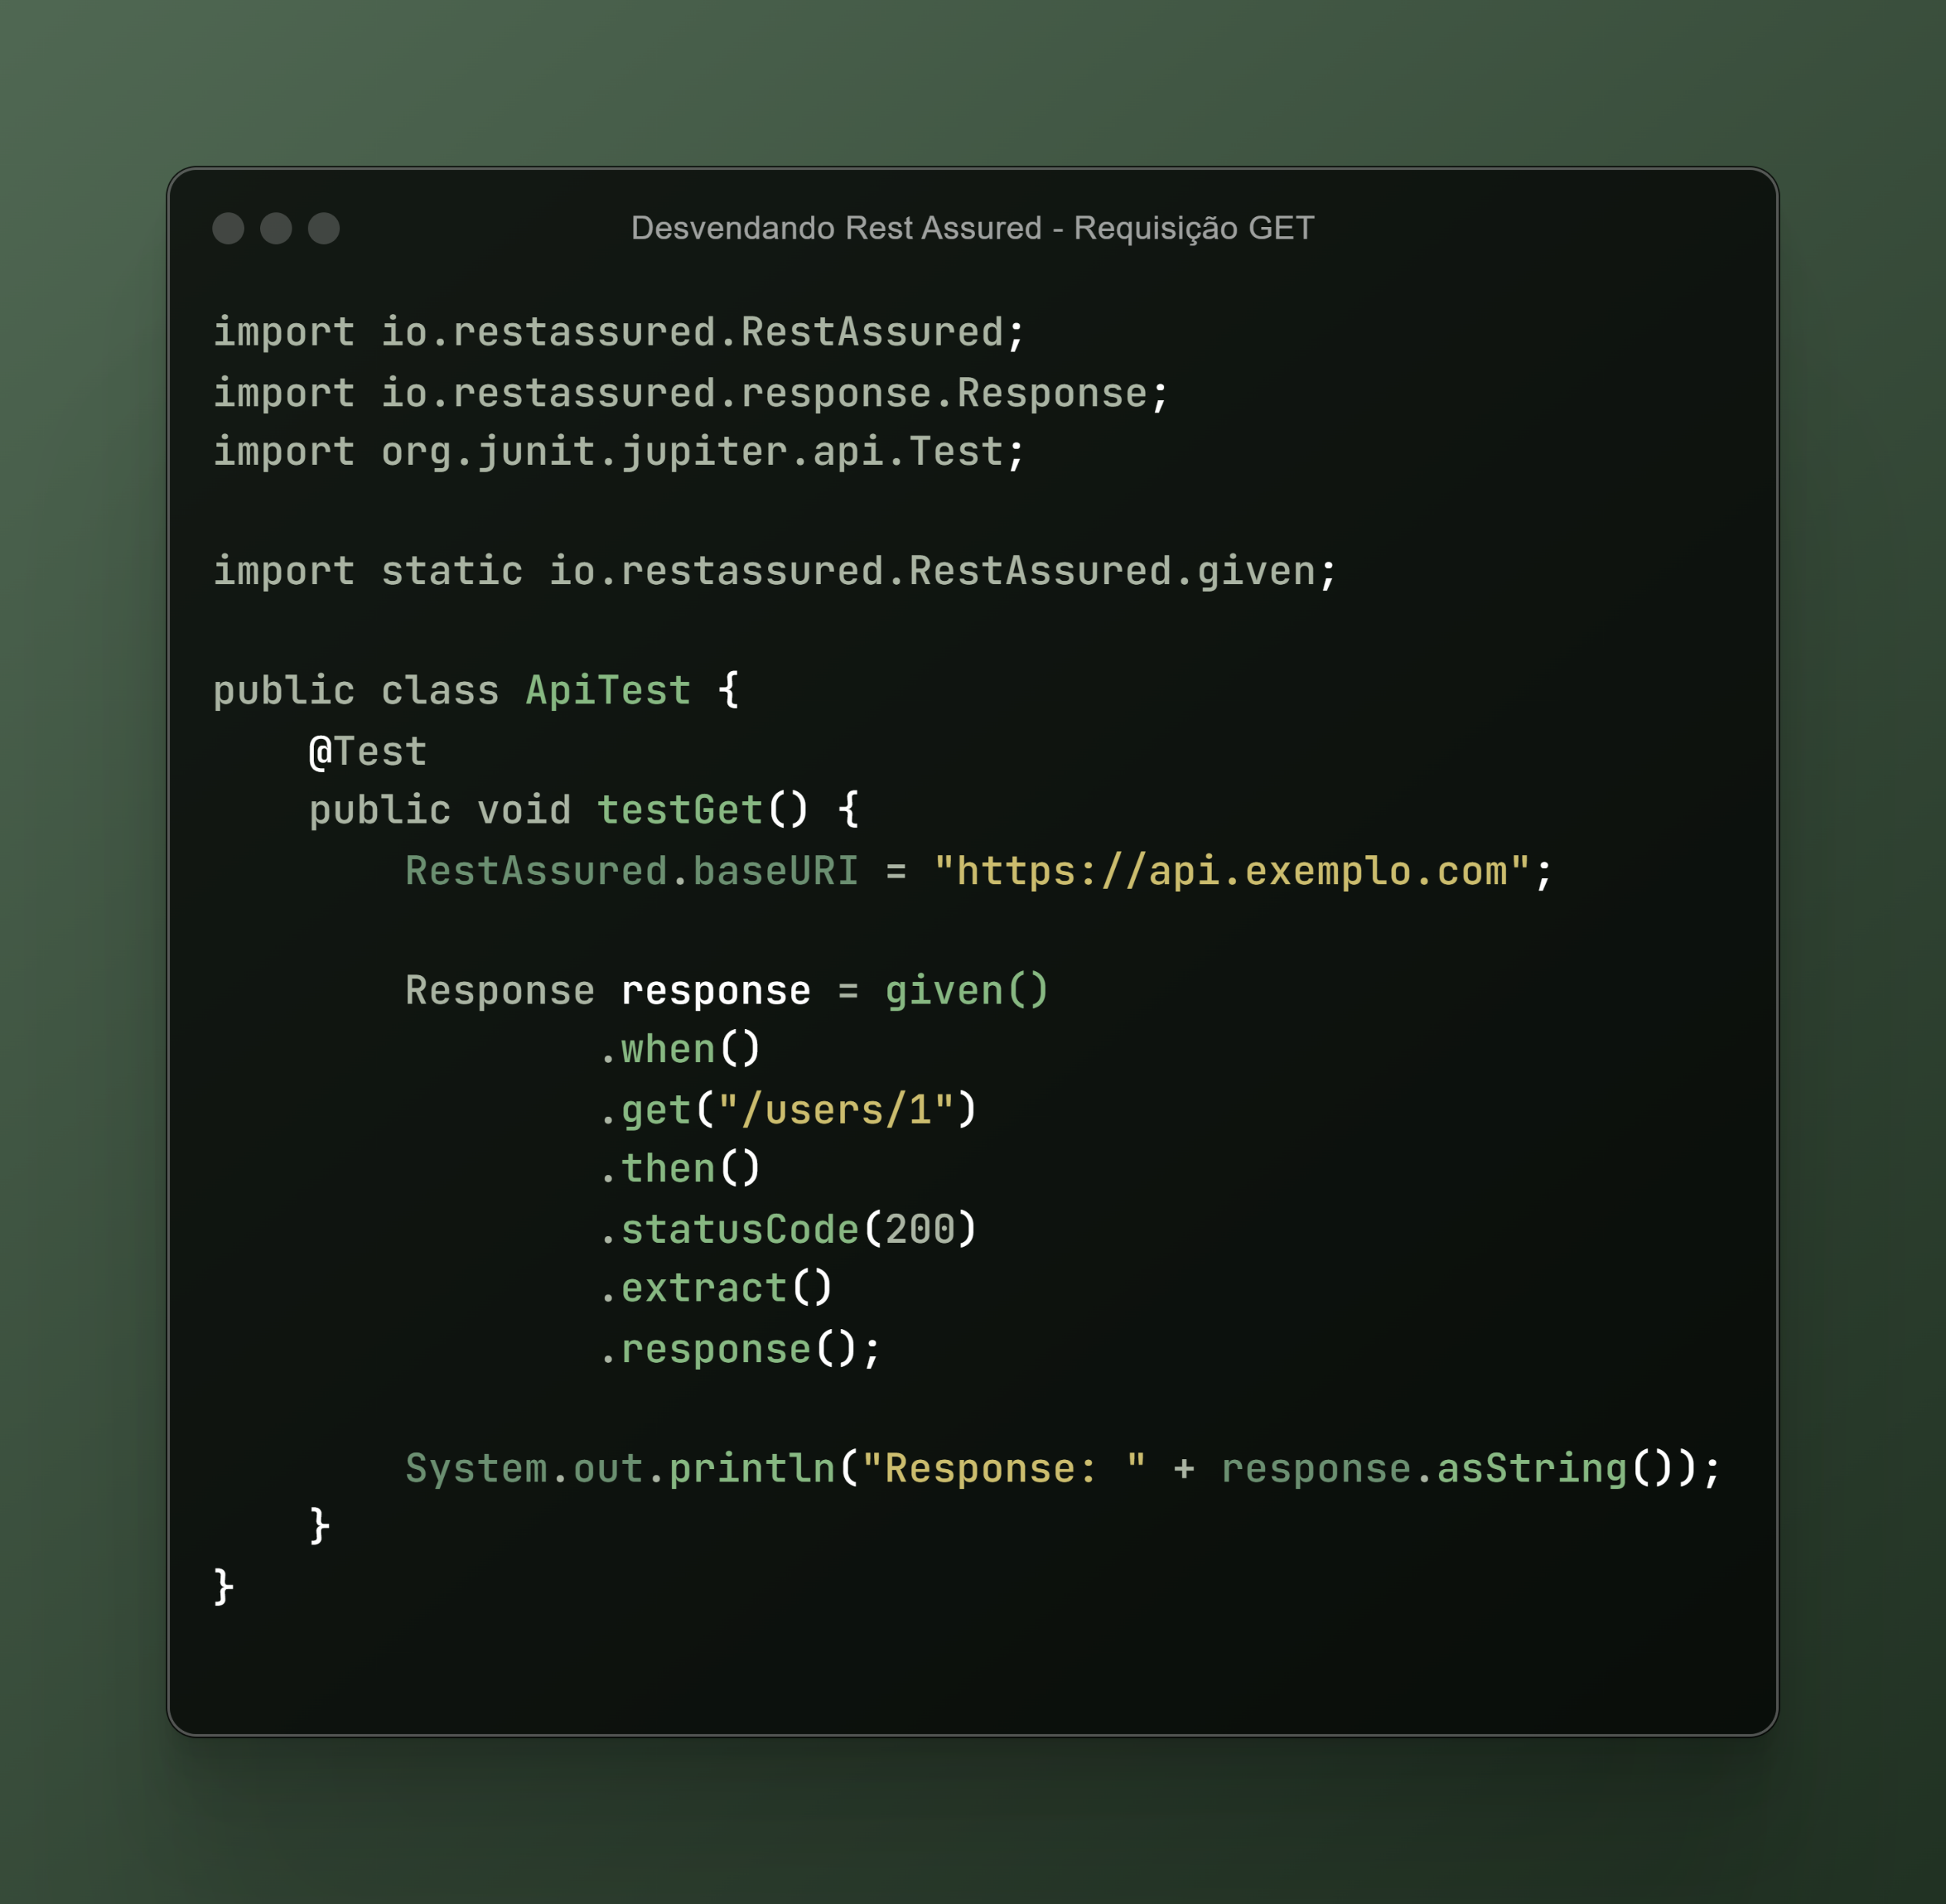 Desvendando Rest Assured - Requisição GET
import io.restassured.RestAssured;
import io.restassured.response.Response;
import org.junit.jupiter.api.Test;
import static io.restassured.RestAssured.given;
public class ApiTest {
    @Test
    public void testGet() {
        RestAssured.baseURI = "https://api.exemplo.com";
        Response response = given()
                .when()
                .get("/users/1")
                .then()
                .statusCode(200)
                .extract()
                .response();
        System.out.println("Response: " + response.asString());
    }
}